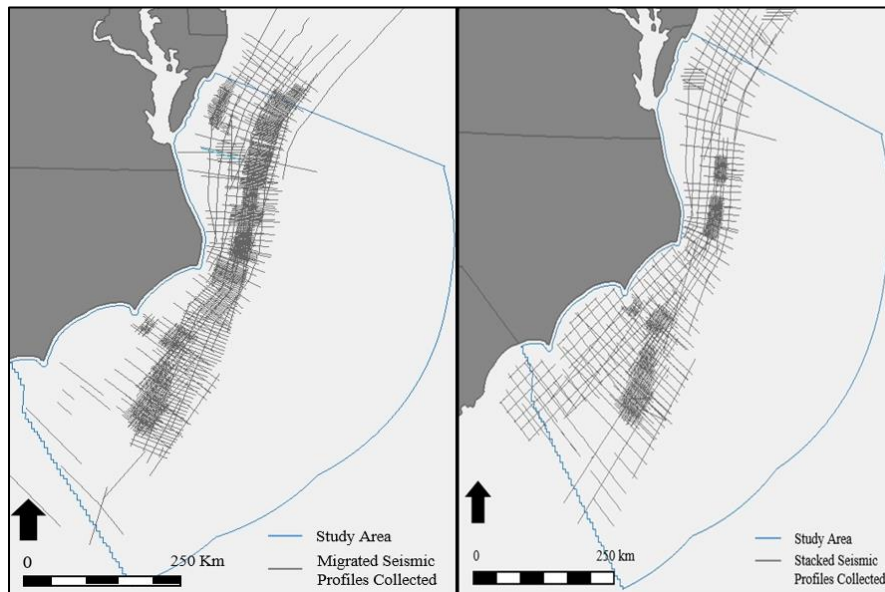 Study Area
0
250 Km
Migrated Seismic
Profiles Collected
Study Area
0
250 km
Stacked Seismic
Profiles Collected